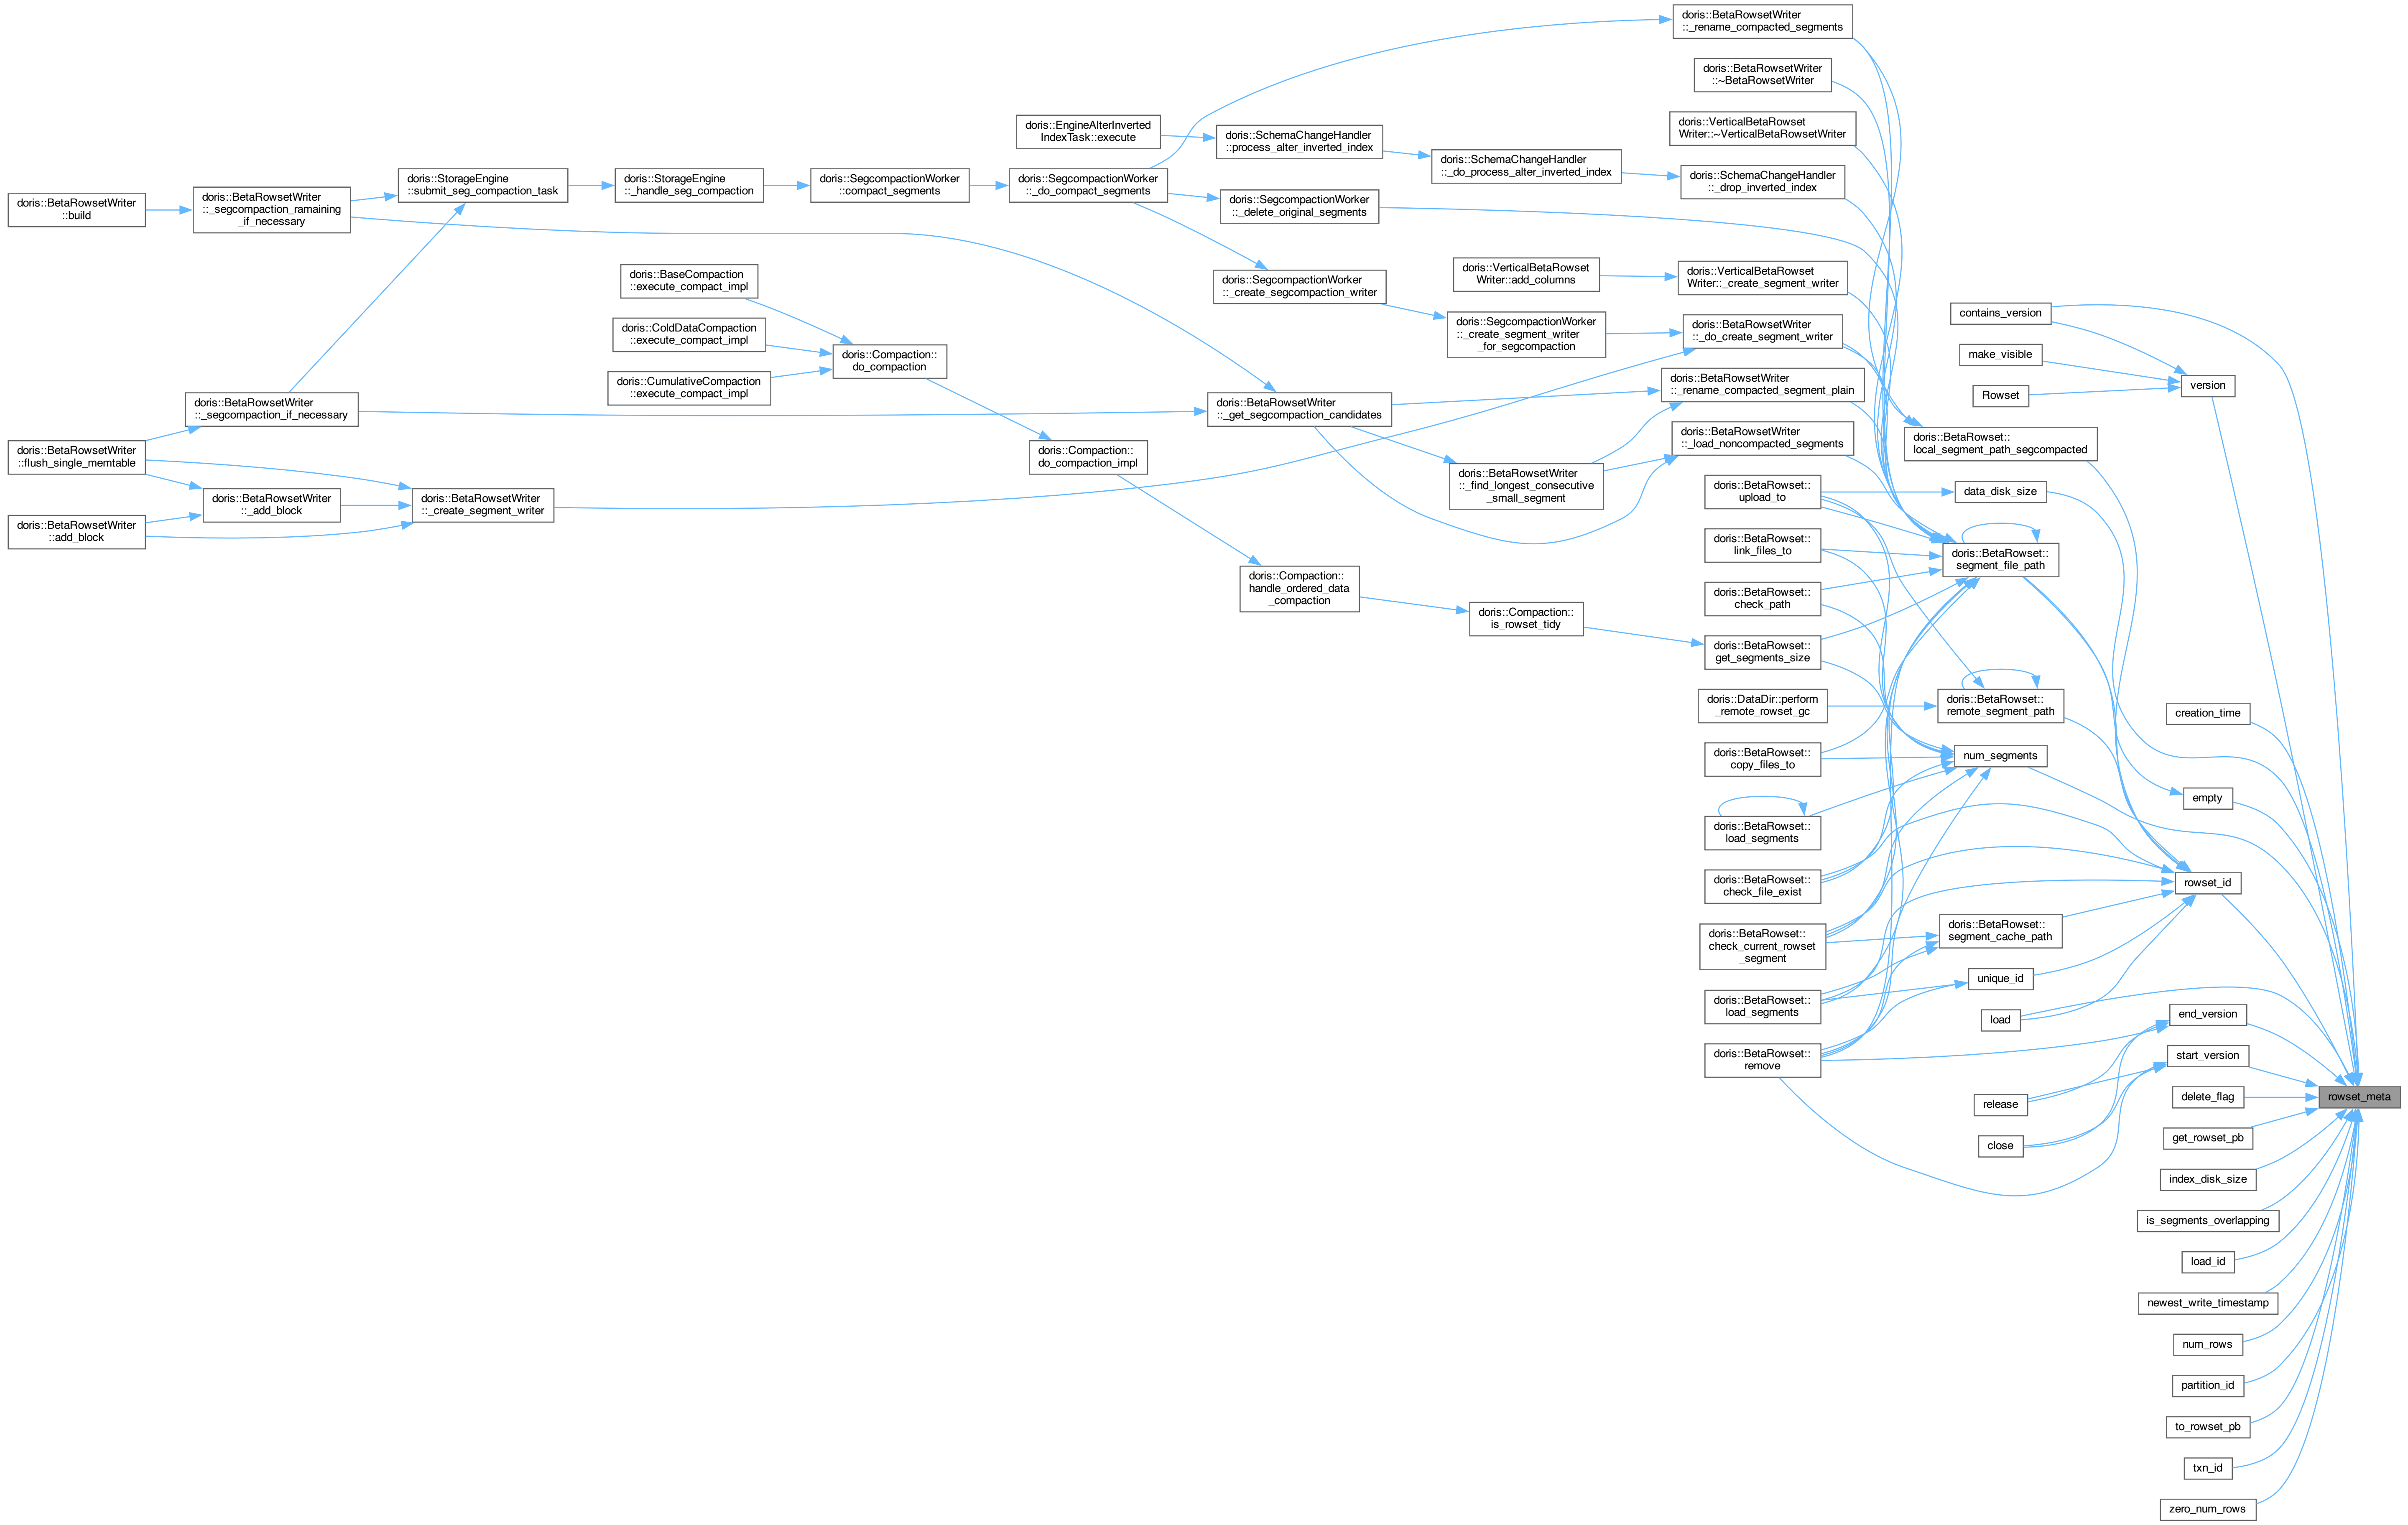 doris::BetaRowsetWriter
::build
doris::BetaRowsetWriter
::flush_single_memtable
doris::BetaRowsetWriter
::add_block
doris::BetaRowsetWriter
::_segcompaction_ramaining
_if_necessary
doris::BetaRowsetWriter
::_segcompaction_if_necessary
doris::BetaRowsetWriter
::_add_block
doris::StorageEngine
::submit_seg_compaction_task
doris::BetaRowsetWriter
::_create_segment_writer
doris::StorageEngine
::_handle_seg_compaction
doris::BaseCompaction
::execute_compact_impl
doris::ColdDataCompaction
::execute_compact_impl
doris::CumulativeCompaction
::execute_compact_impl
doris::SegcompactionWorker
::compact_segments
doris::Compaction::
do_compaction
doris::EngineAlterInverted
IndexTask::execute
doris::SegcompactionWorker
::_do_compact_segments
doris::Compaction::
do_compaction_impl
doris::SchemaChangeHandler
::process_alter_inverted_index
doris::SegcompactionWorker
::_delete_original_segments
doris::SegcompactionWorker
::_create_segcompaction_writer
doris::BetaRowsetWriter
::_get_segcompaction_candidates
doris::Compaction::
handle_ordered_data
_compaction
doris::SchemaChangeHandler
::_do_process_alter_inverted_index
doris::VerticalBetaRowset
Writer::add_columns
doris::SegcompactionWorker
::_create_segment_writer
_for_segcompaction
doris::BetaRowsetWriter
::_find_longest_consecutive
_small_segment
doris::Compaction::
is_rowset_tidy
doris::BetaRowsetWriter
::_rename_compacted_segments
doris::BetaRowsetWriter
::~BetaRowsetWriter
doris::VerticalBetaRowset
Writer::~VerticalBetaRowsetWriter
doris::SchemaChangeHandler
::_drop_inverted_index
doris::VerticalBetaRowset
Writer::_create_segment_writer
doris::BetaRowsetWriter
::_do_create_segment_writer
doris::BetaRowsetWriter
::_rename_compacted_segment_plain
doris::BetaRowsetWriter
::_load_noncompacted_segments
doris::BetaRowset::
upload_to
doris::BetaRowset::
link_files_to
doris::BetaRowset::
check_path
doris::BetaRowset::
get_segments_size
doris::DataDir::perform
_remote_rowset_gc
doris::BetaRowset::
copy_files_to
doris::BetaRowset::
load_segments
doris::BetaRowset::
check_file_exist
doris::BetaRowset::
check_current_rowset
_segment
doris::BetaRowset::
load_segments
doris::BetaRowset::
remove
contains_version
make_visible
Rowset
doris::BetaRowset::
local_segment_path_segcompacted
data_disk_size
doris::BetaRowset::
segment_file_path
doris::BetaRowset::
remote_segment_path
num_segments
doris::BetaRowset::
segment_cache_path
unique_id
load
release
close
version
creation_time
empty
rowset_id
end_version
start_version
delete_flag
get_rowset_pb
index_disk_size
is_segments_overlapping
load_id
newest_write_timestamp
num_rows
partition_id
to_rowset_pb
txn_id
zero_num_rows
rowset_meta